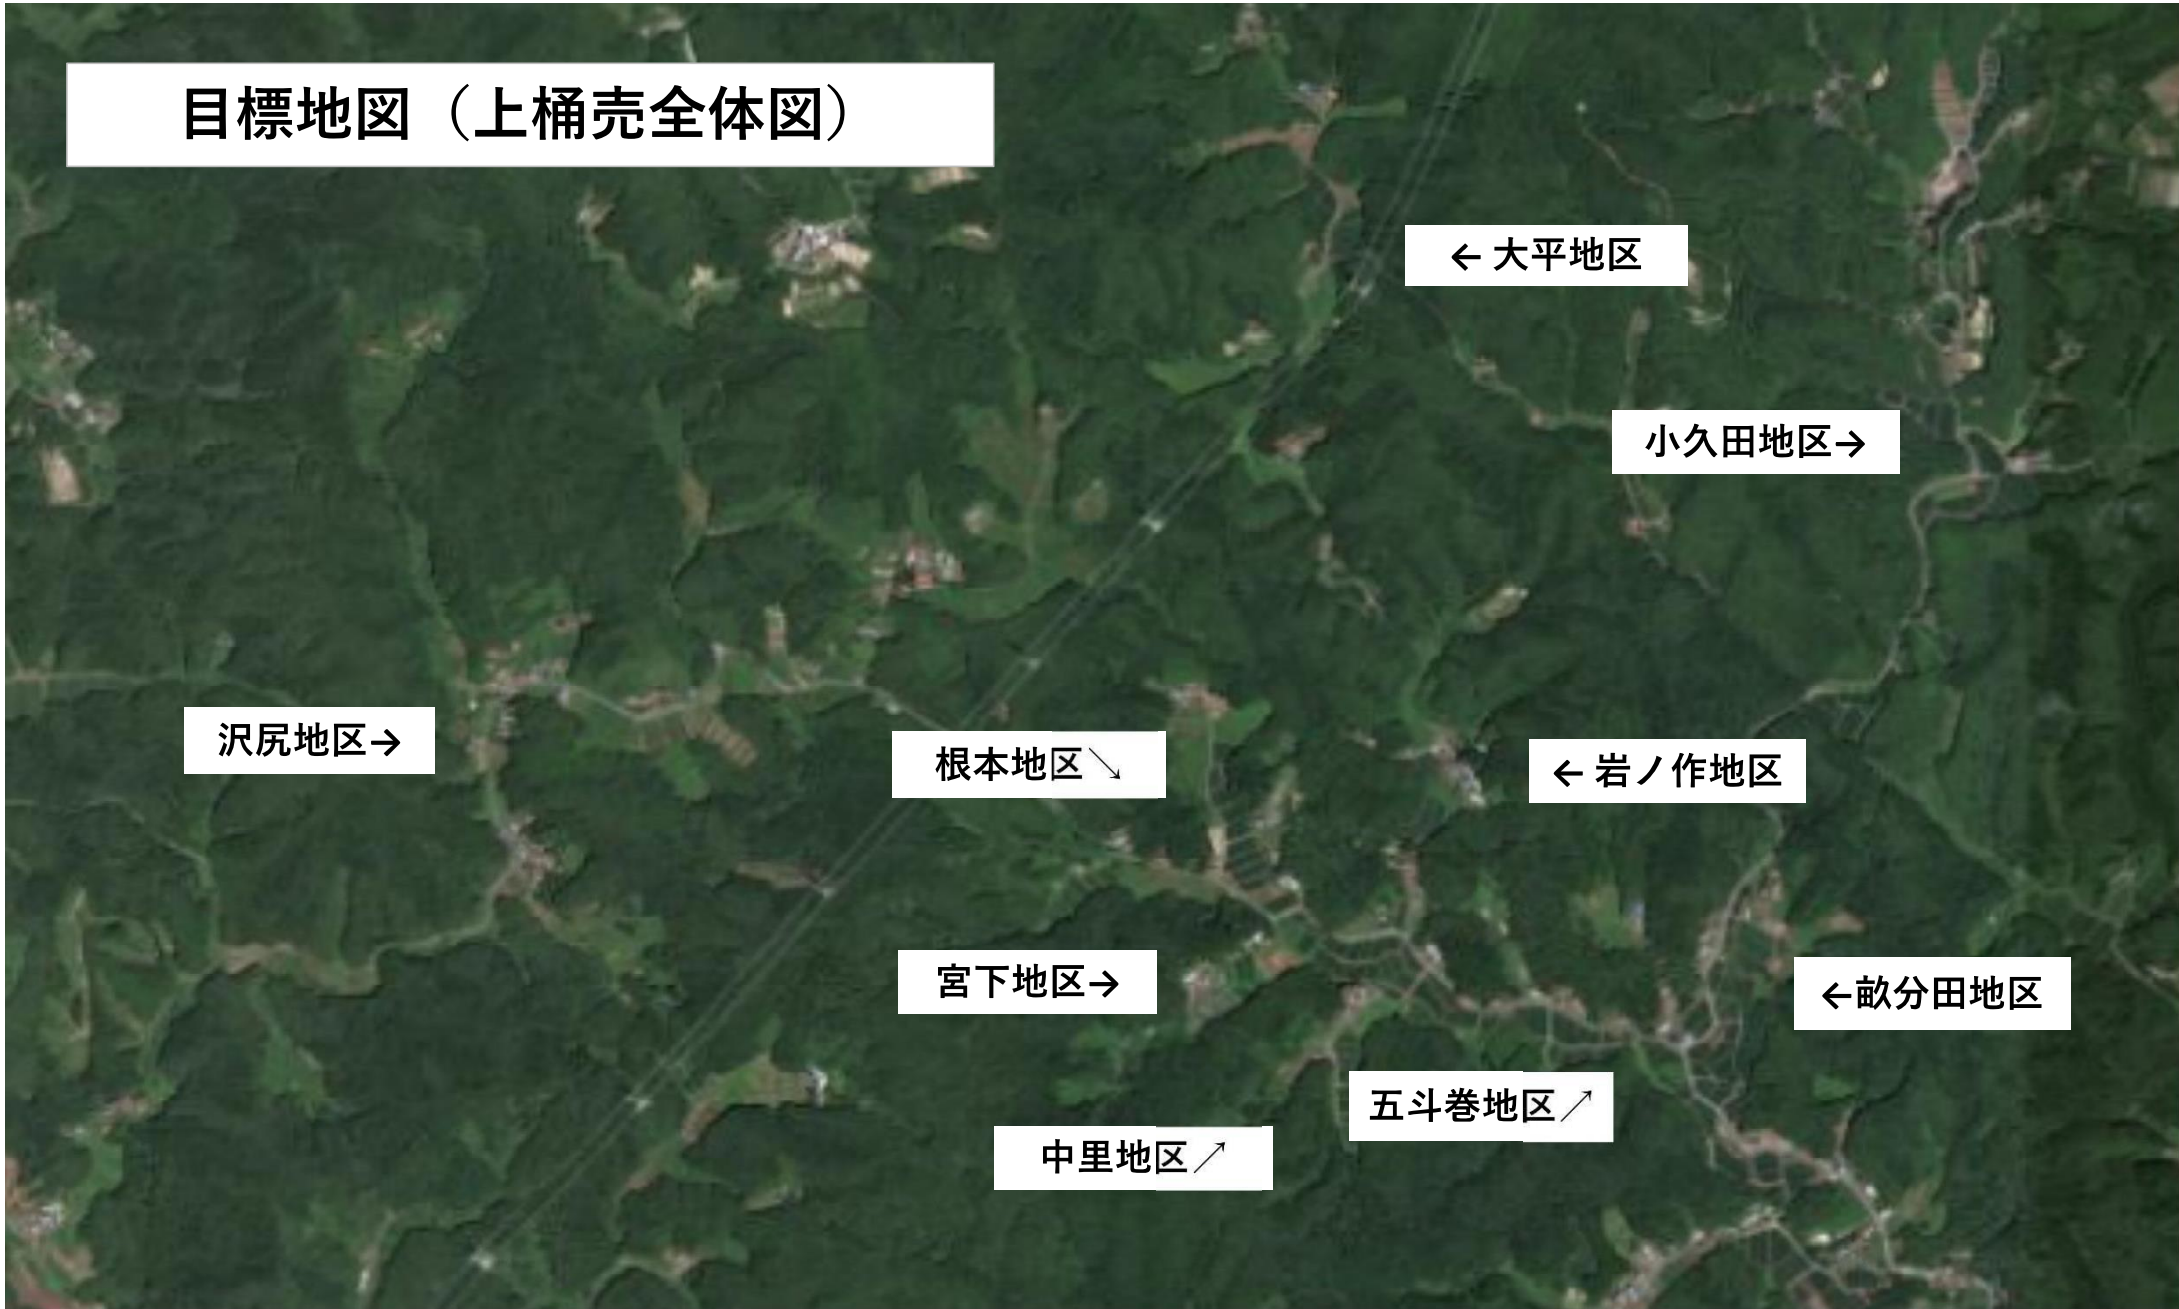 目標地図（上桶売全体図）
← 大平地区
小久田地区→
沢尻地区→
根本地区↘
← 岩ノ作地区
宮下地区→
←畝分田地区
五斗巻地区↗
中里地区↗